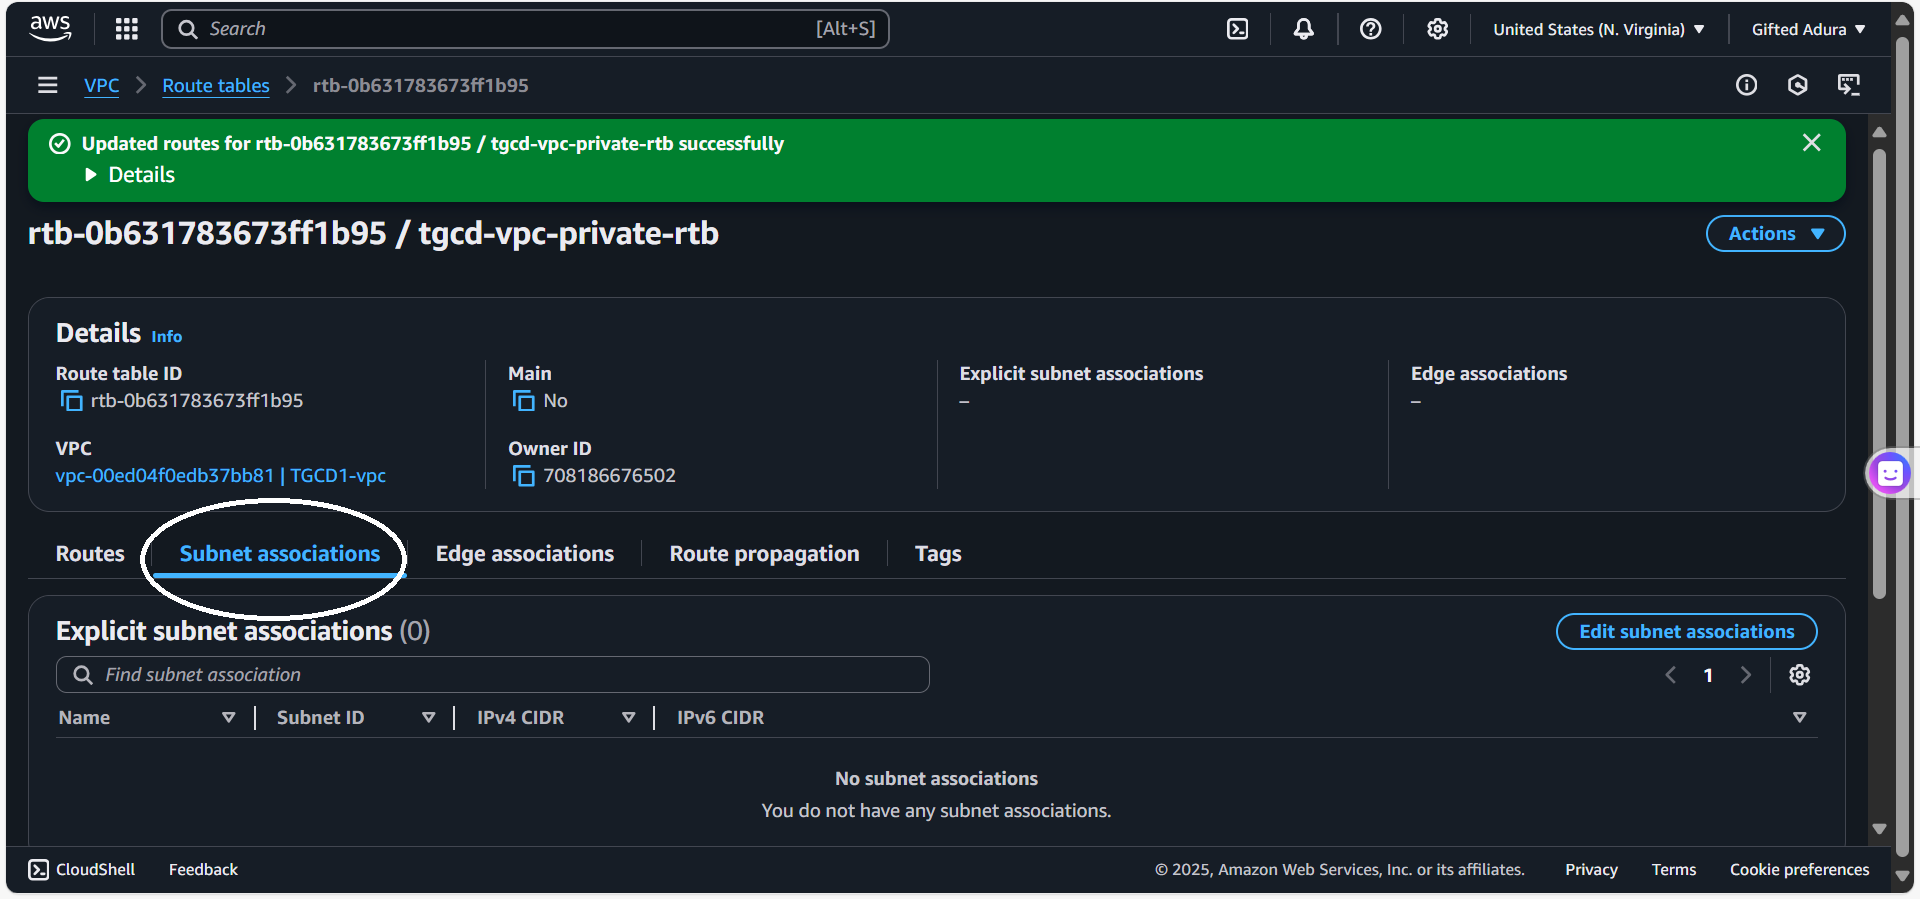 aws Search [Alt+S] United States (N. Virginia) Gifted Adura
VPC Route tables rtb-0b631783673ff1b95
Updated routes for rtb-0b631783673ff1b95 / tgcd-vpc-private-rtb successfully
Details
rtb-0b631783673ff1b95 / tgcd-vpc-private-rtb Actions
Details Info
Route table ID Main Explicit subnet associations Edge associations
rtb-0b631783673ff1b95 No – –
VPC Owner ID
vpc-00ed04f0edb37bb81 | TGCD1-vpc 708186676502
Routes Subnet associations Edge associations Route propagation Tags
Explicit subnet associations (0) Edit subnet associations
Find subnet association 1
Name Subnet ID IPv4 CIDR IPv6 CIDR
No subnet associations
You do not have any subnet associations.
CloudShell Feedback © 2025, Amazon Web Services, Inc. or its affiliates. Privacy Terms Cookie preferences